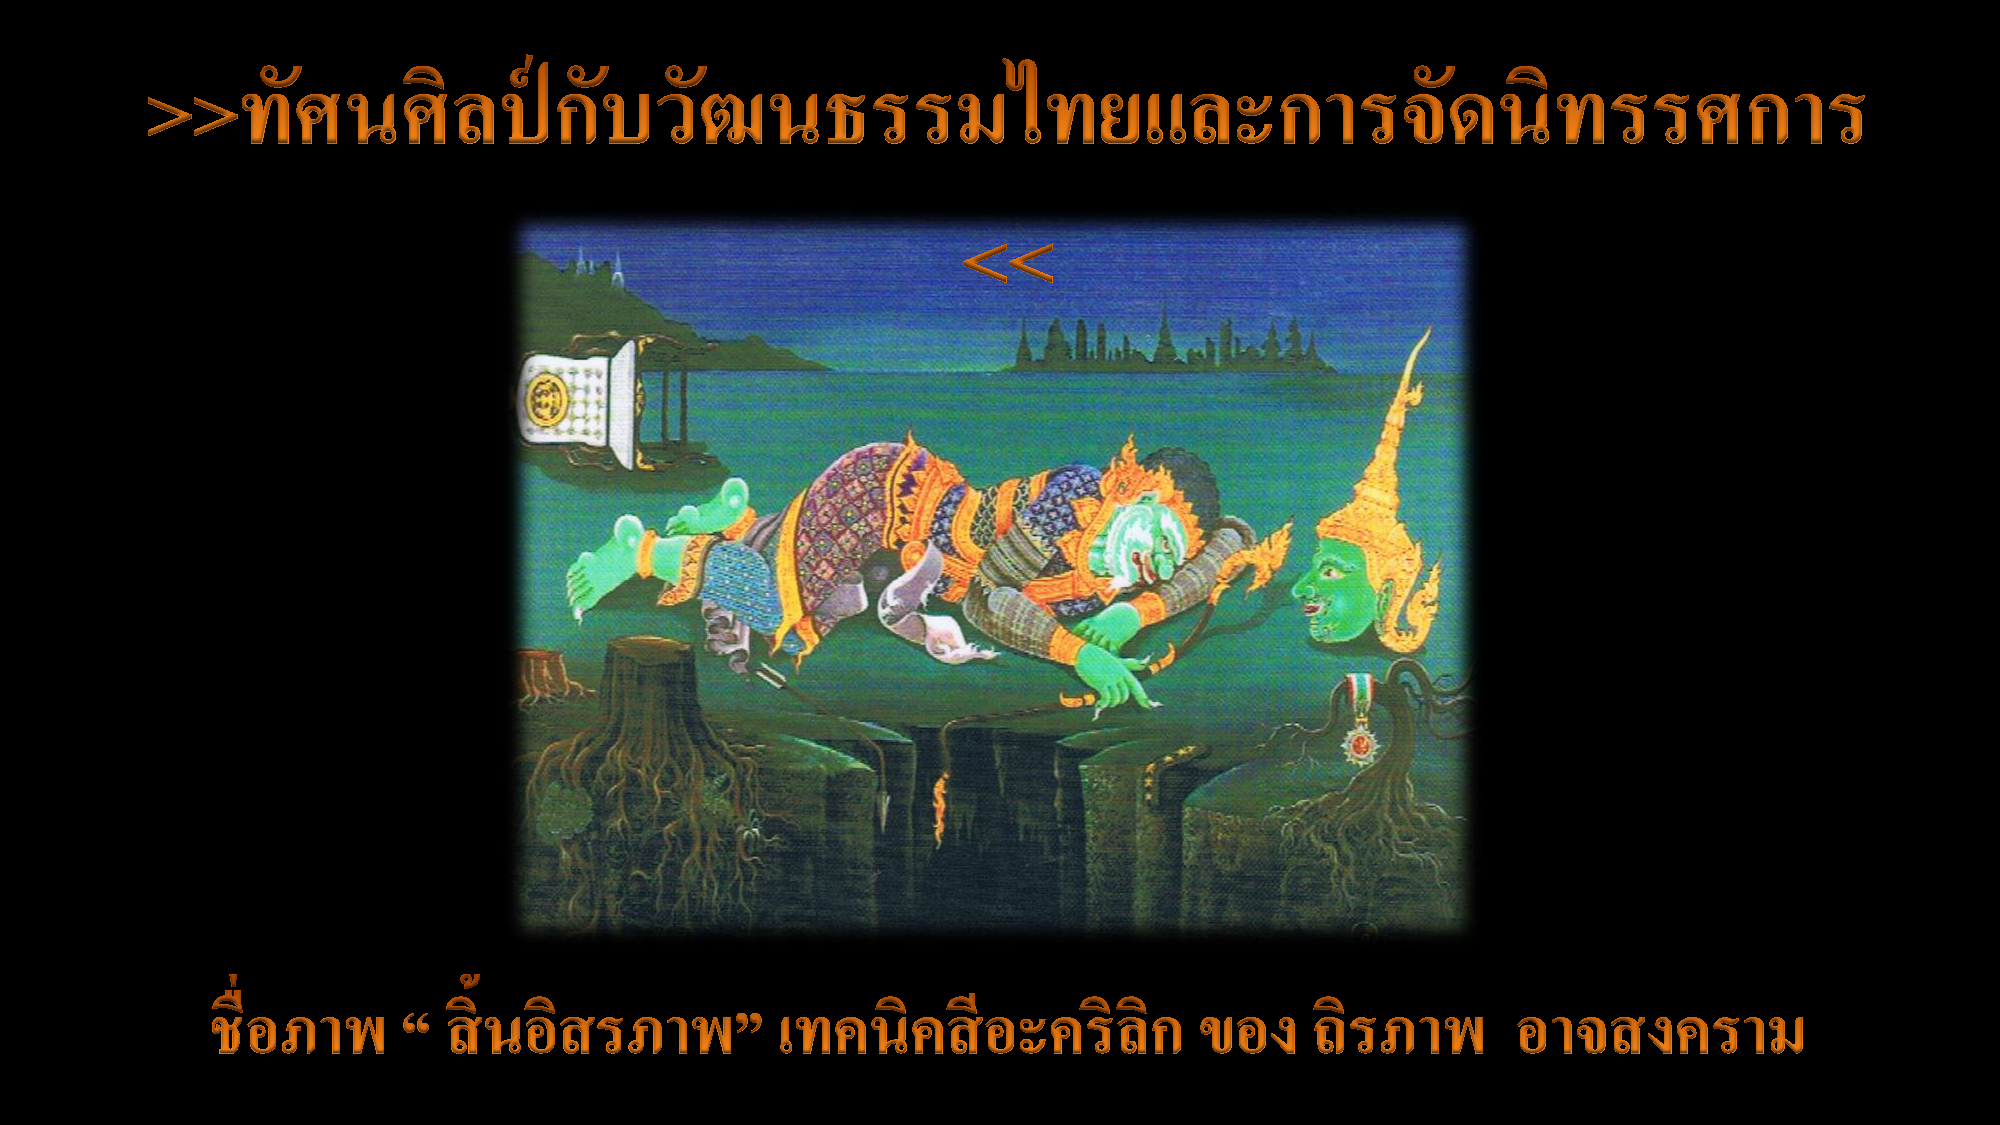 >>ทัศนศิลป์กับวัฒนธรรมไทยและการจัดนิทรรศการ
<<
ชื่อภาพ “ สิ้นอิสรภาพ” เทคนิคสีอะคริลิก ของ ถิรภาพ อาจสงคราม